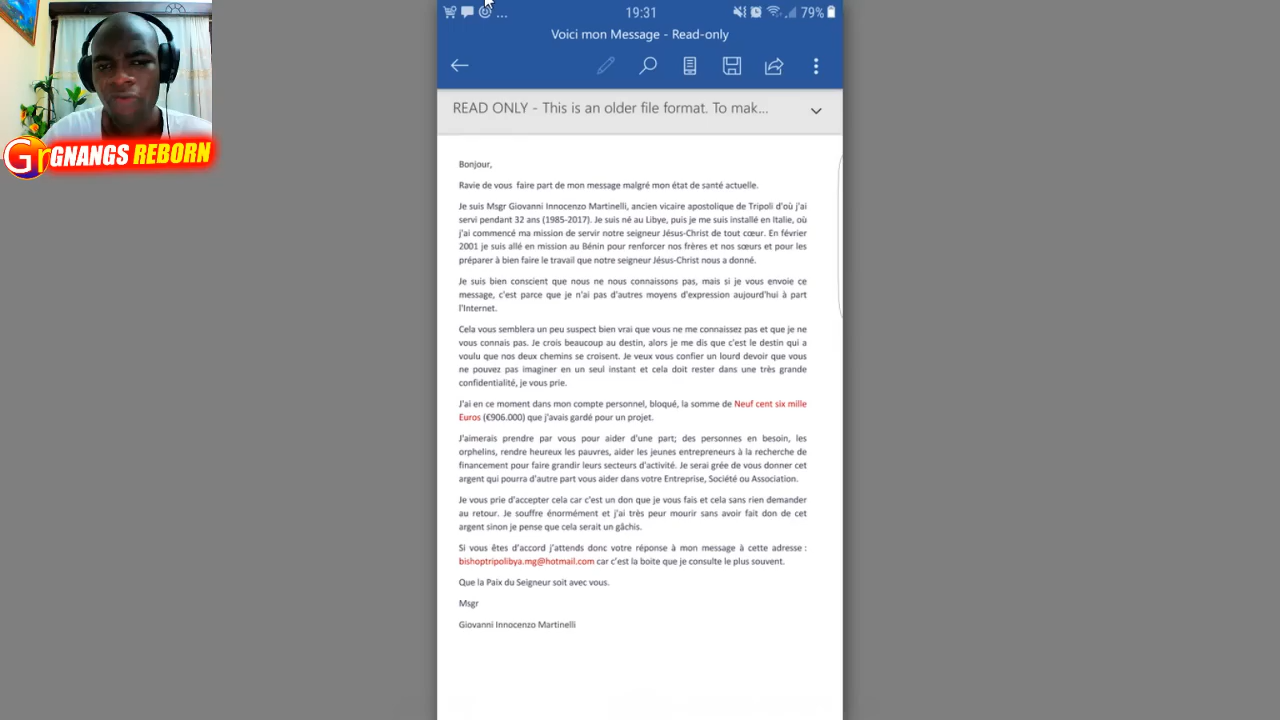 19:31
79%
Voici mon Message - Read-only
READ ONLY - This is an older file format. To mak...
Gr GNANGS REBORN
Bonjour,
Ravie de vous faire part de mon message malgré mon état de santé actuelle.
Je suis Msgr Giovanni Innocenzo Martinelli, ancien vicaire apostolique de Tripoli d'où j'ai
servi pendant 32 ans (1985-2017). Je suis né au Libye, puis je me suis installé en Italie, où
j'ai commencé ma mission de servir notre seigneur Jésus-Christ de tout cœur. En février
2001 je suis allé en mission au Bénin pour renforcer nos frères et nos sœurs et pour les
préparer à bien faire le travail que notre seigneur Jésus-Christ nous a donné.
Je suis bien conscient que nous ne nous connaissons pas, mais si je vous envoie ce
message, c'est parce que je n'ai pas d'autres moyens d'expression aujourd'hui à part
l'Internet.
Cela vous semblera un peu suspect bien vrai que vous ne me connaissez pas et que je ne
vous connais pas. Je crois beaucoup au destin, alors je me dis que c'est le destin qui a
voulu que nos deux chemins se croisent. Je veux vous confier un lourd devoir que vous
ne pouvez pas imaginer en un seul instant et cela doit rester dans une très grande
confidentialité, je vous prie.
J'ai en ce moment dans mon compte personnel, bloqué, la somme de Neuf cent six mille
Euros (€906.000) que j'avais gardé pour un projet.
J'aimerais prendre par vous pour aider d'une part; des personnes en besoin, les
orphelins, rendre heureux les pauvres, aider les jeunes entrepreneurs à la recherche de
financement pour faire grandir leurs secteurs d'activité. Je serai grée de vous donner cet
argent qui pourra d'autre part vous aider dans votre Entreprise, Société ou Association.
Je vous prie d'accepter cela car c'est un don que je vous fais et cela sans rien demander
au retour. Je souffre énormément et j'ai très peur mourir sans avoir fait don de cet
argent sinon je pense que cela serait un gâchis.
Si vous êtes d'accord j'attends donc votre réponse à mon message à cette adresse :
bishoptripolibya.mg@hotmail.com car c'est la boite que je consulte le plus souvent.
Que la Paix du Seigneur soit avec vous.
Msgr
Giovanni Innocenzo Martinelli